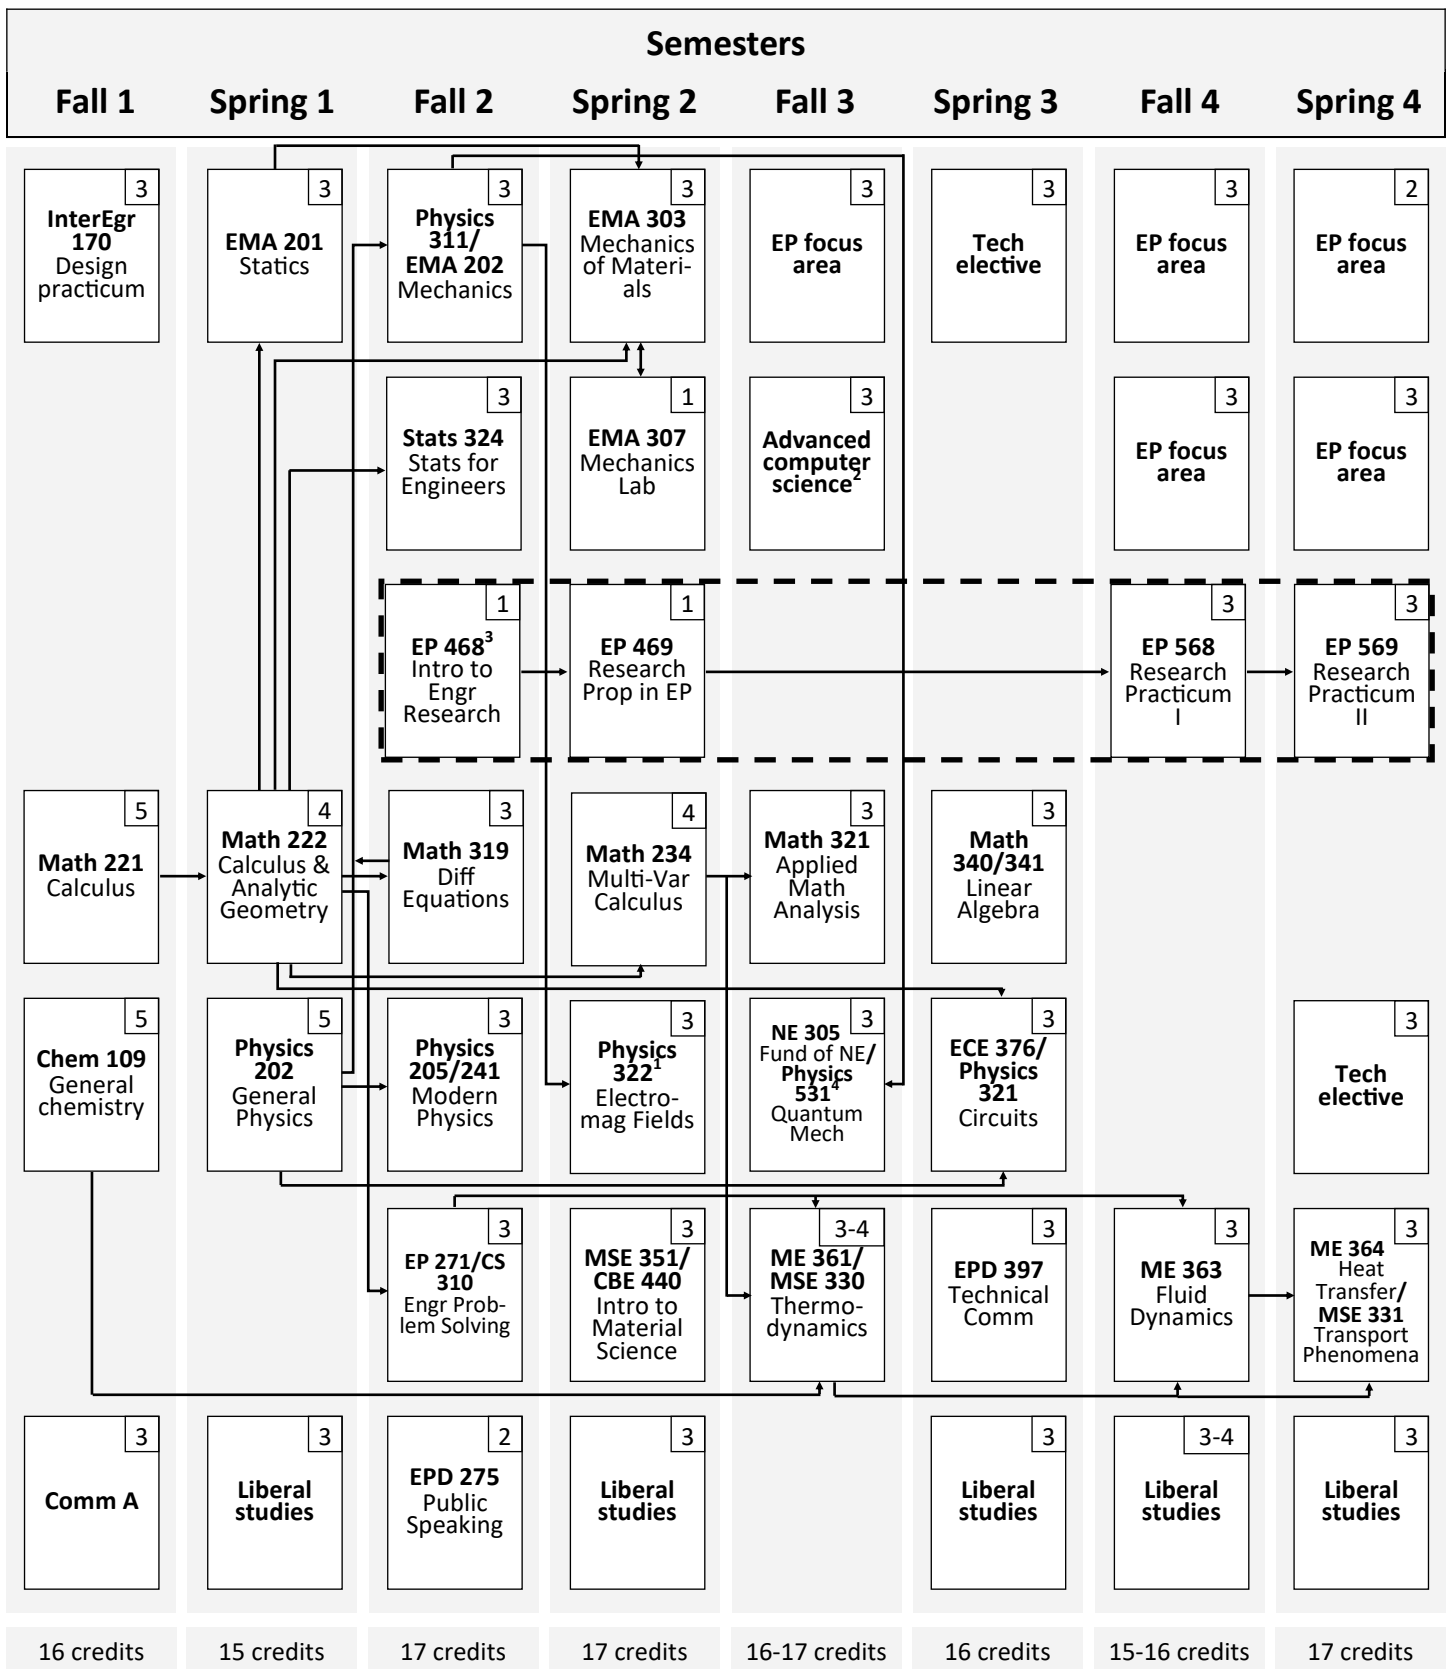 Semesters
Fall 1 Spring 1 Fall 2 Spring 2 Fall 3 Spring 3 Fall 4 Spring 4
3
InterEgr
170
Design
practicum
3
EMA 201
Statics
3
Physics
311/
EMA 202
Mechanics
3
EMA 303
Mechanics
of Materi-
als
3
EP focus
area
3
Tech
elective
3
EP focus
area
2
EP focus
area
3
Stats 324
Stats for
Engineers
1
EMA 307
Mechanics
Lab
3
Advanced
computer
science2
3
EP focus
area
3
EP focus
area
1
EP 4683
Intro to
Engr
Research
1
EP 469
Research
Prop in EP
3
EP 568
Research
Practicum
I
3
EP 569
Research
Practicum
II
5
Math 221
Calculus
4
Math 222
Calculus &
Analytic
Geometry
3
Math 319
Diff
Equations
4
Math 234
Multi-Var
Calculus
3
Math 321
Applied
Math
Analysis
3
Math
340/341
Linear
Algebra
5
Chem 109
General
chemistry
5
Physics
202
General
Physics
3
Physics
205/241
Modern
Physics
3
Physics
3221
Electro-
mag Fields
3
NE 305
Fund of NE/
Physics
5314
Quantum
Mech
3
ECE 376/
Physics
321
Circuits
3
Tech
elective
3
EP 271/CS
310
Engr Prob-
lem Solving
3
MSE 351/
CBE 440
Intro to
Material
Science
3-4
ME 361/
MSE 330
Thermo-
dynamics
3
EPD 397
Technical
Comm
3
ME 363
Fluid
Dynamics
3
ME 364
Heat
Transfer/
MSE 331
Transport
Phenomena
3
Comm A
3
Liberal
studies
2
EPD 275
Public
Speaking
3
Liberal
studies
3
Liberal
studies
3-4
Liberal
studies
3
Liberal
studies
16 credits 15 credits 17 credits 17 credits 16-17 credits 16 credits 15-16 credits 17 credits